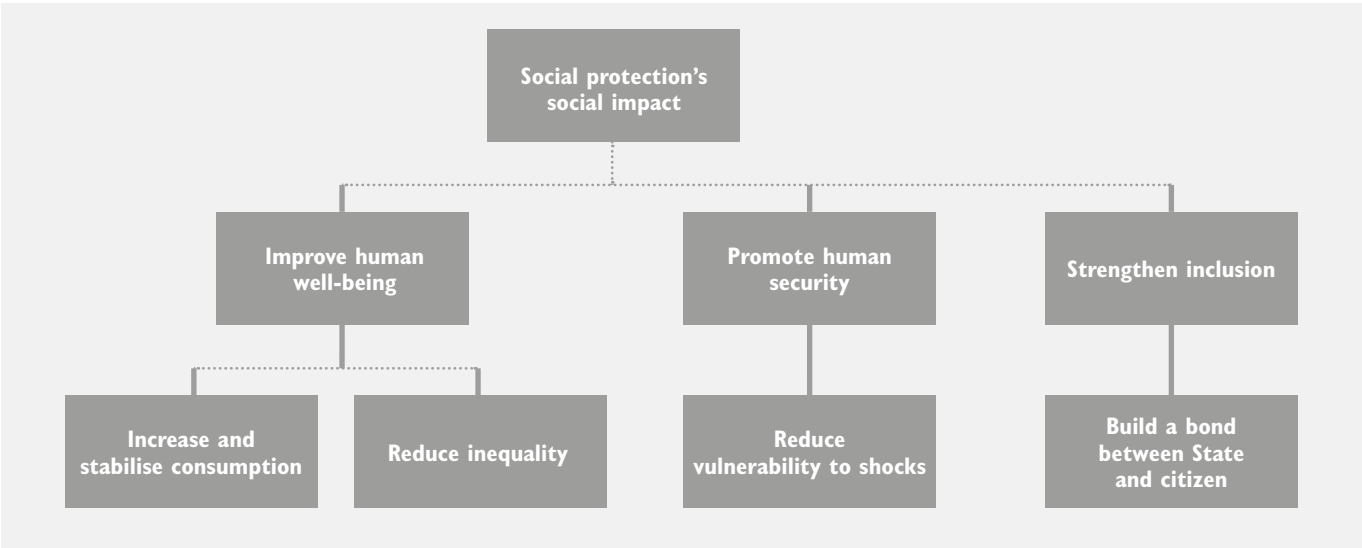 Social protection's
social impact
Improve human
well-being
Promote human
security
Strengthen inclusion
Increase and
stabilise consumption
Reduce inequality
Reduce
vulnerability to shocks
Build a bond
between State
and citizen